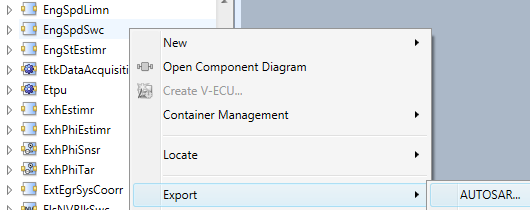 EngSpdLimn
EngSpdSwc
EngStEstimr
EtkDataAcquisiti
Etpu
ExhEstimr
ExhPhiEstimr
ExhPhiSnsr
ExhPhiTar
ExtEgrSysCoorr
New
Open Component Diagram
Create V-ECU...
Container Management
Locate
Export
AUTOSAR...